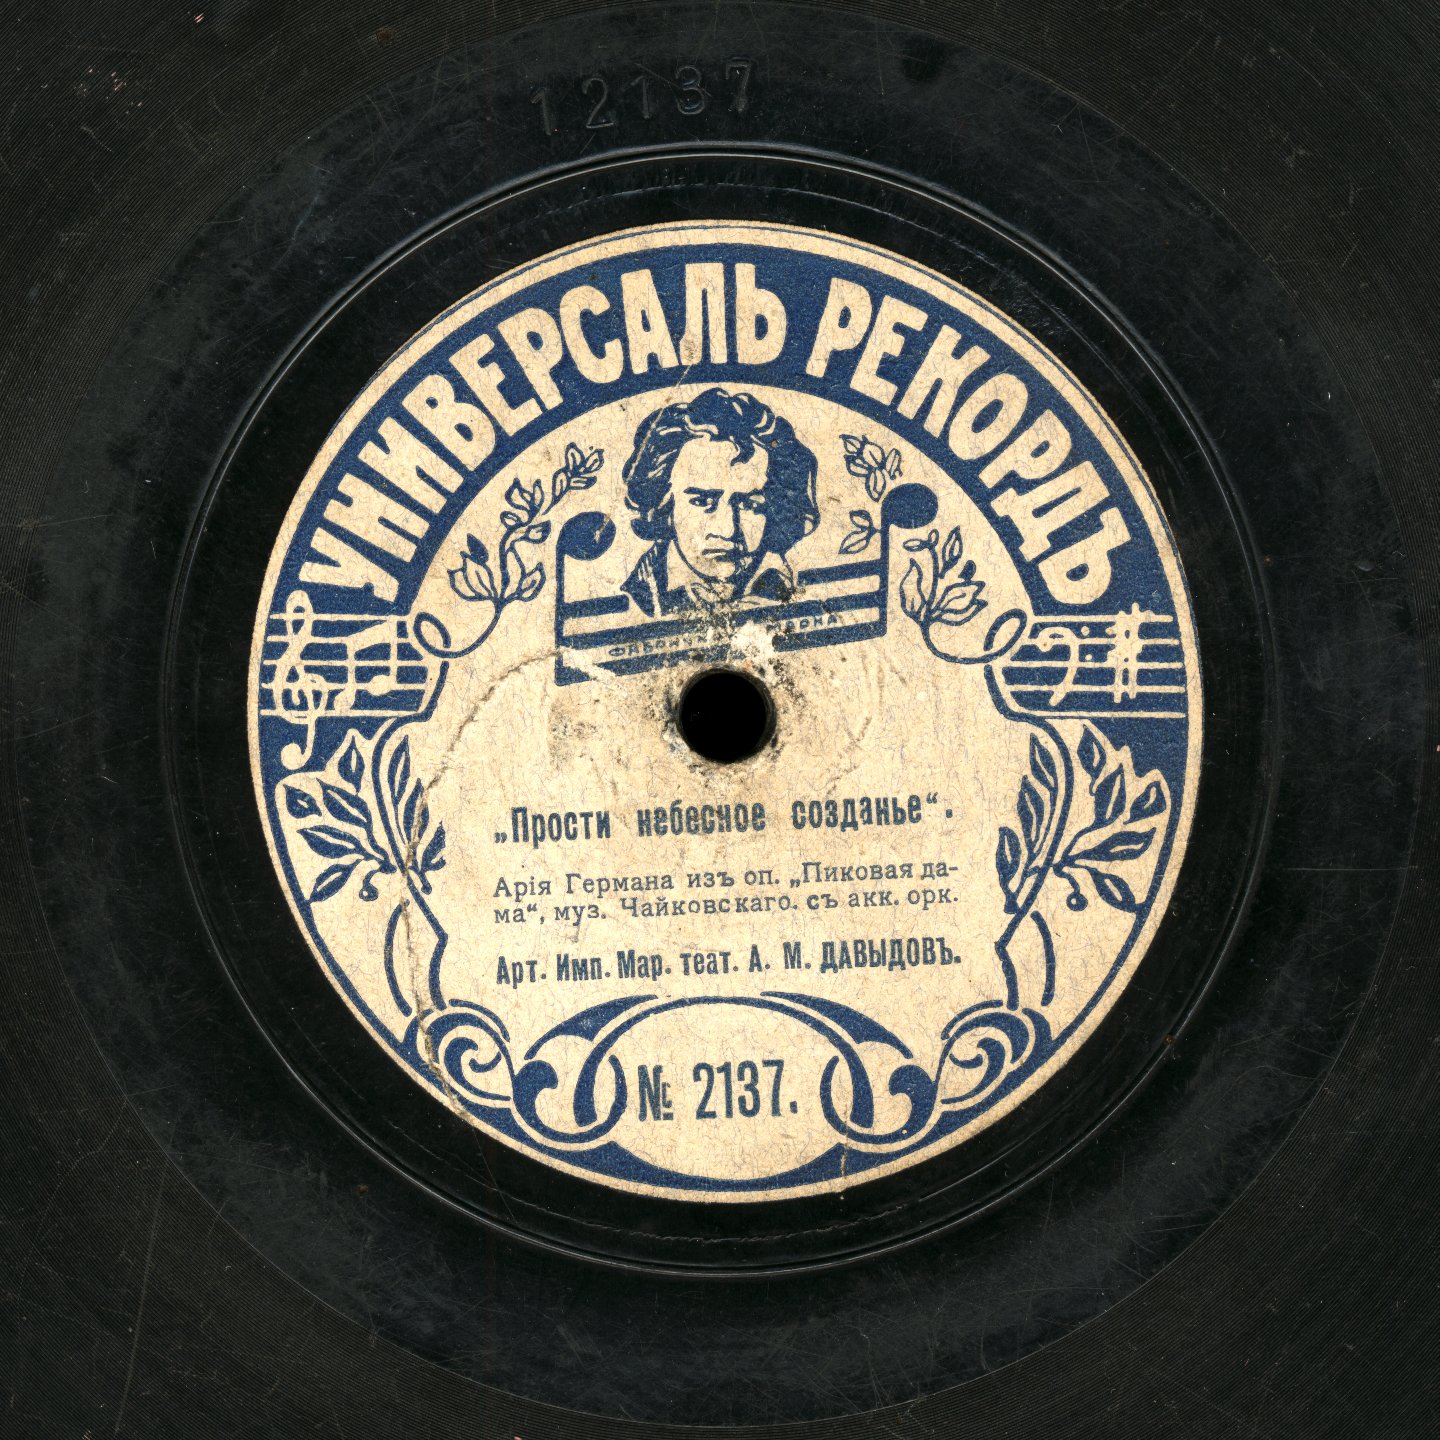 12137
УНИВЕРСАЛЬ РЕКОРДЪ
„Прости небесное созданье“.
Арія Германа изъ оп. „Пиковая да-
ма“, муз. Чайковскаго. съ акк. орк.
Арт. Имп. Мар. теат. А. М. ДАВЫДОВЪ.
№ 2137.